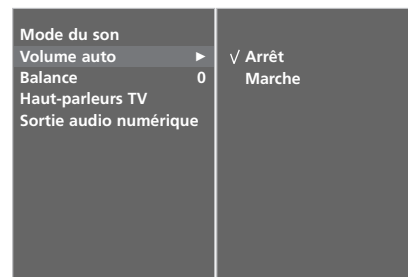 Mode du son
Volume auto ►
Balance 0
Haut-parleurs TV
Sortie audio numérique
√ Arrêt
Marche